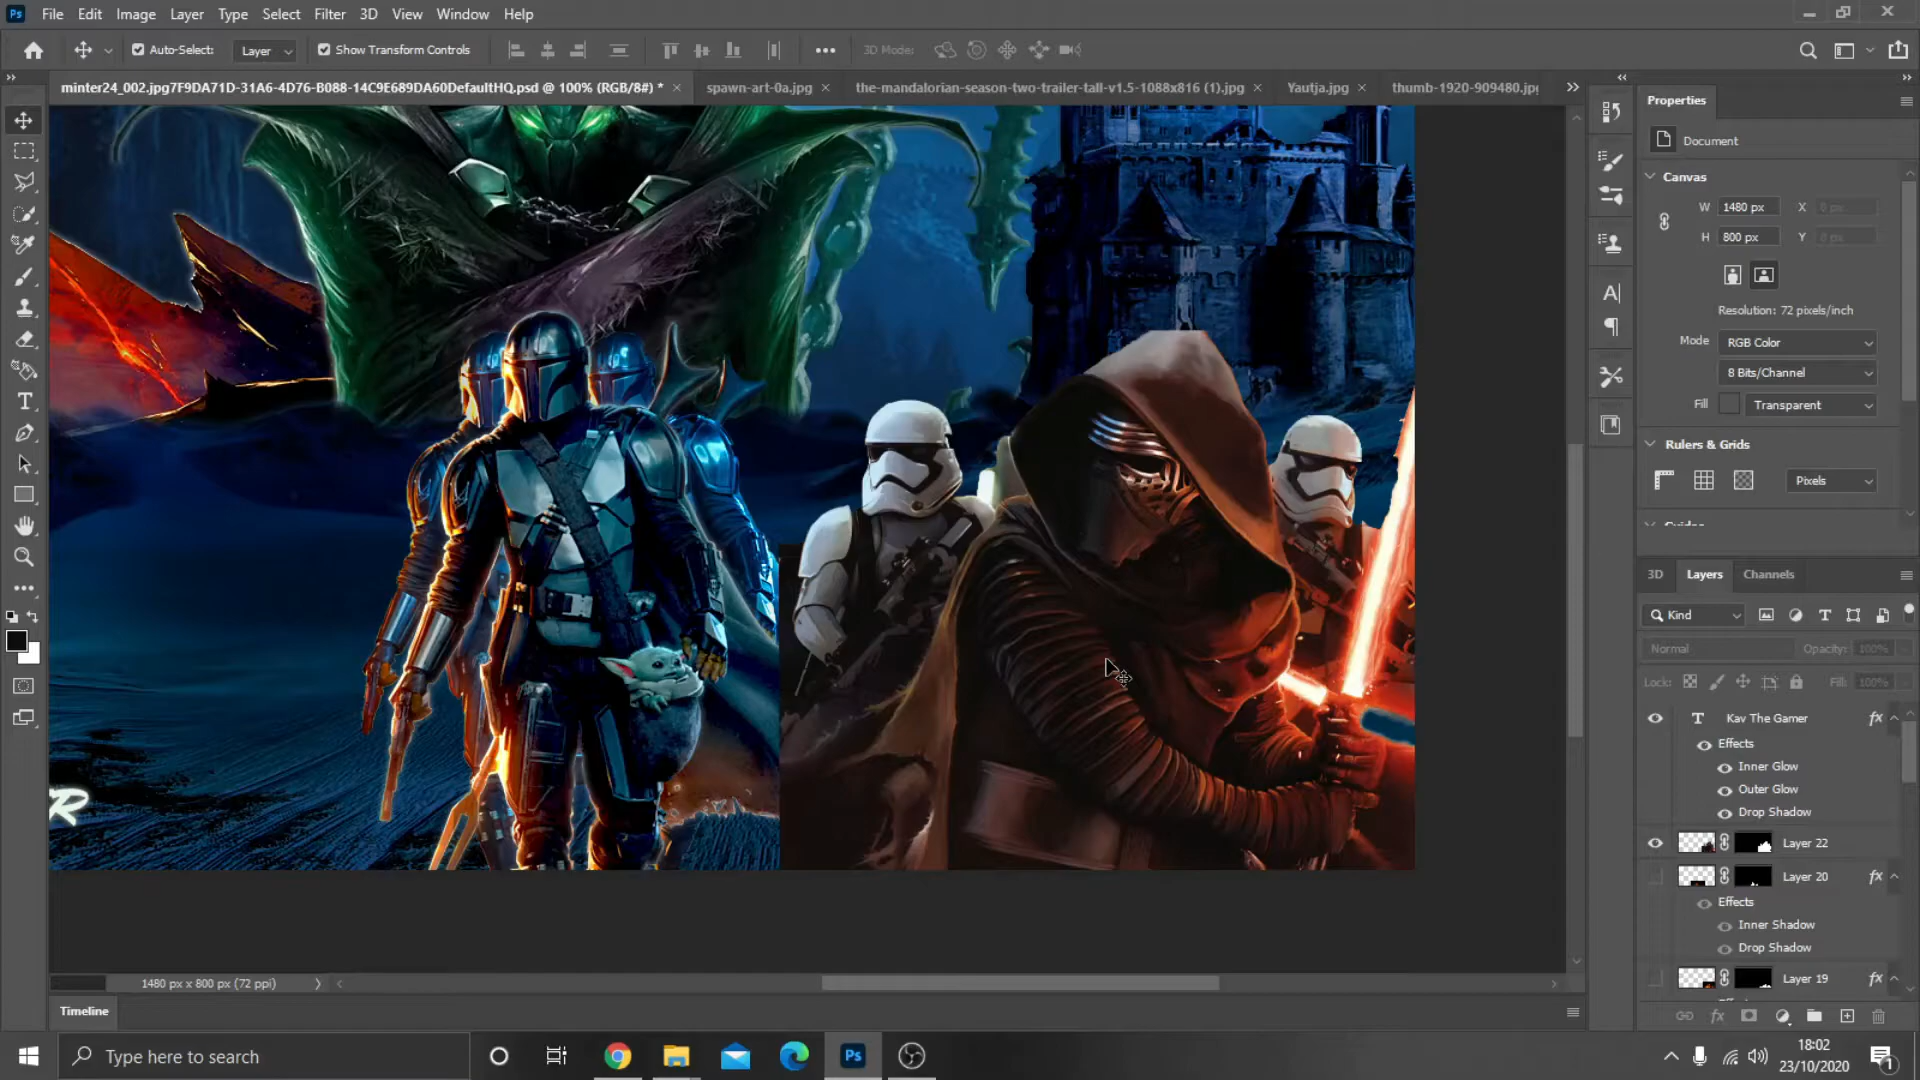 Ps File Edit Image Layer Type Select Filter 3D View Window Help
Auto-Select: Layer Show Transform Controls 3D Mode:
minter24_002.jpg7F9DA71D-31A6-4D76-B088-14C9E689DA60DefaultHQ.psd @ 100% (RGB/8#) * spawn-art-0a.jpg the-mandalorian-season-two-trailer-tall-v1.5-1088x816 (1).jpg Yautja.jpg thumb-1920-909480.jpg
Properties
Document
Canvas
W 1480 px X 0 px
H 800 px Y 0 px
Resolution: 72 pixels/inch
Mode RGB Color
8 Bits/Channel
Fill Transparent
Rulers & Grids
Pixels
Guides
3D Layers Channels
Kind
Normal Opacity: 100%
Lock: Fill: 100%
T Kav The Gamer fx
Effects
Inner Glow
Outer Glow
Drop Shadow
Layer 22
Layer 20 fx
Effects
Inner Shadow
Drop Shadow
Layer 19 fx
R
1480 px x 800 px (72 ppi)
Timeline
Type here to search
Ps
18:02
23/10/2020
1